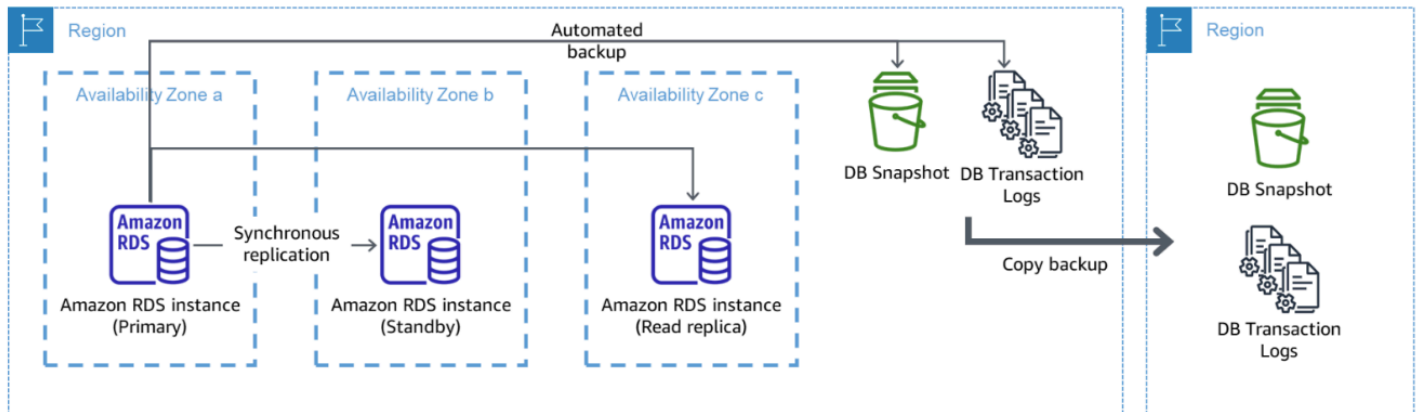 Region
Automated
backup
Region
Availability Zone a
Availability Zone b
Availability Zone c
DB Snapshot
DB Transaction
Logs
DB Snapshot
Amazon
RDS
Synchronous
replication
Amazon
RDS
Amazon
RDS
Copy backup
Amazon RDS instance
(Primary)
Amazon RDS instance
(Standby)
Amazon RDS instance
(Read replica)
DB Transaction
Logs